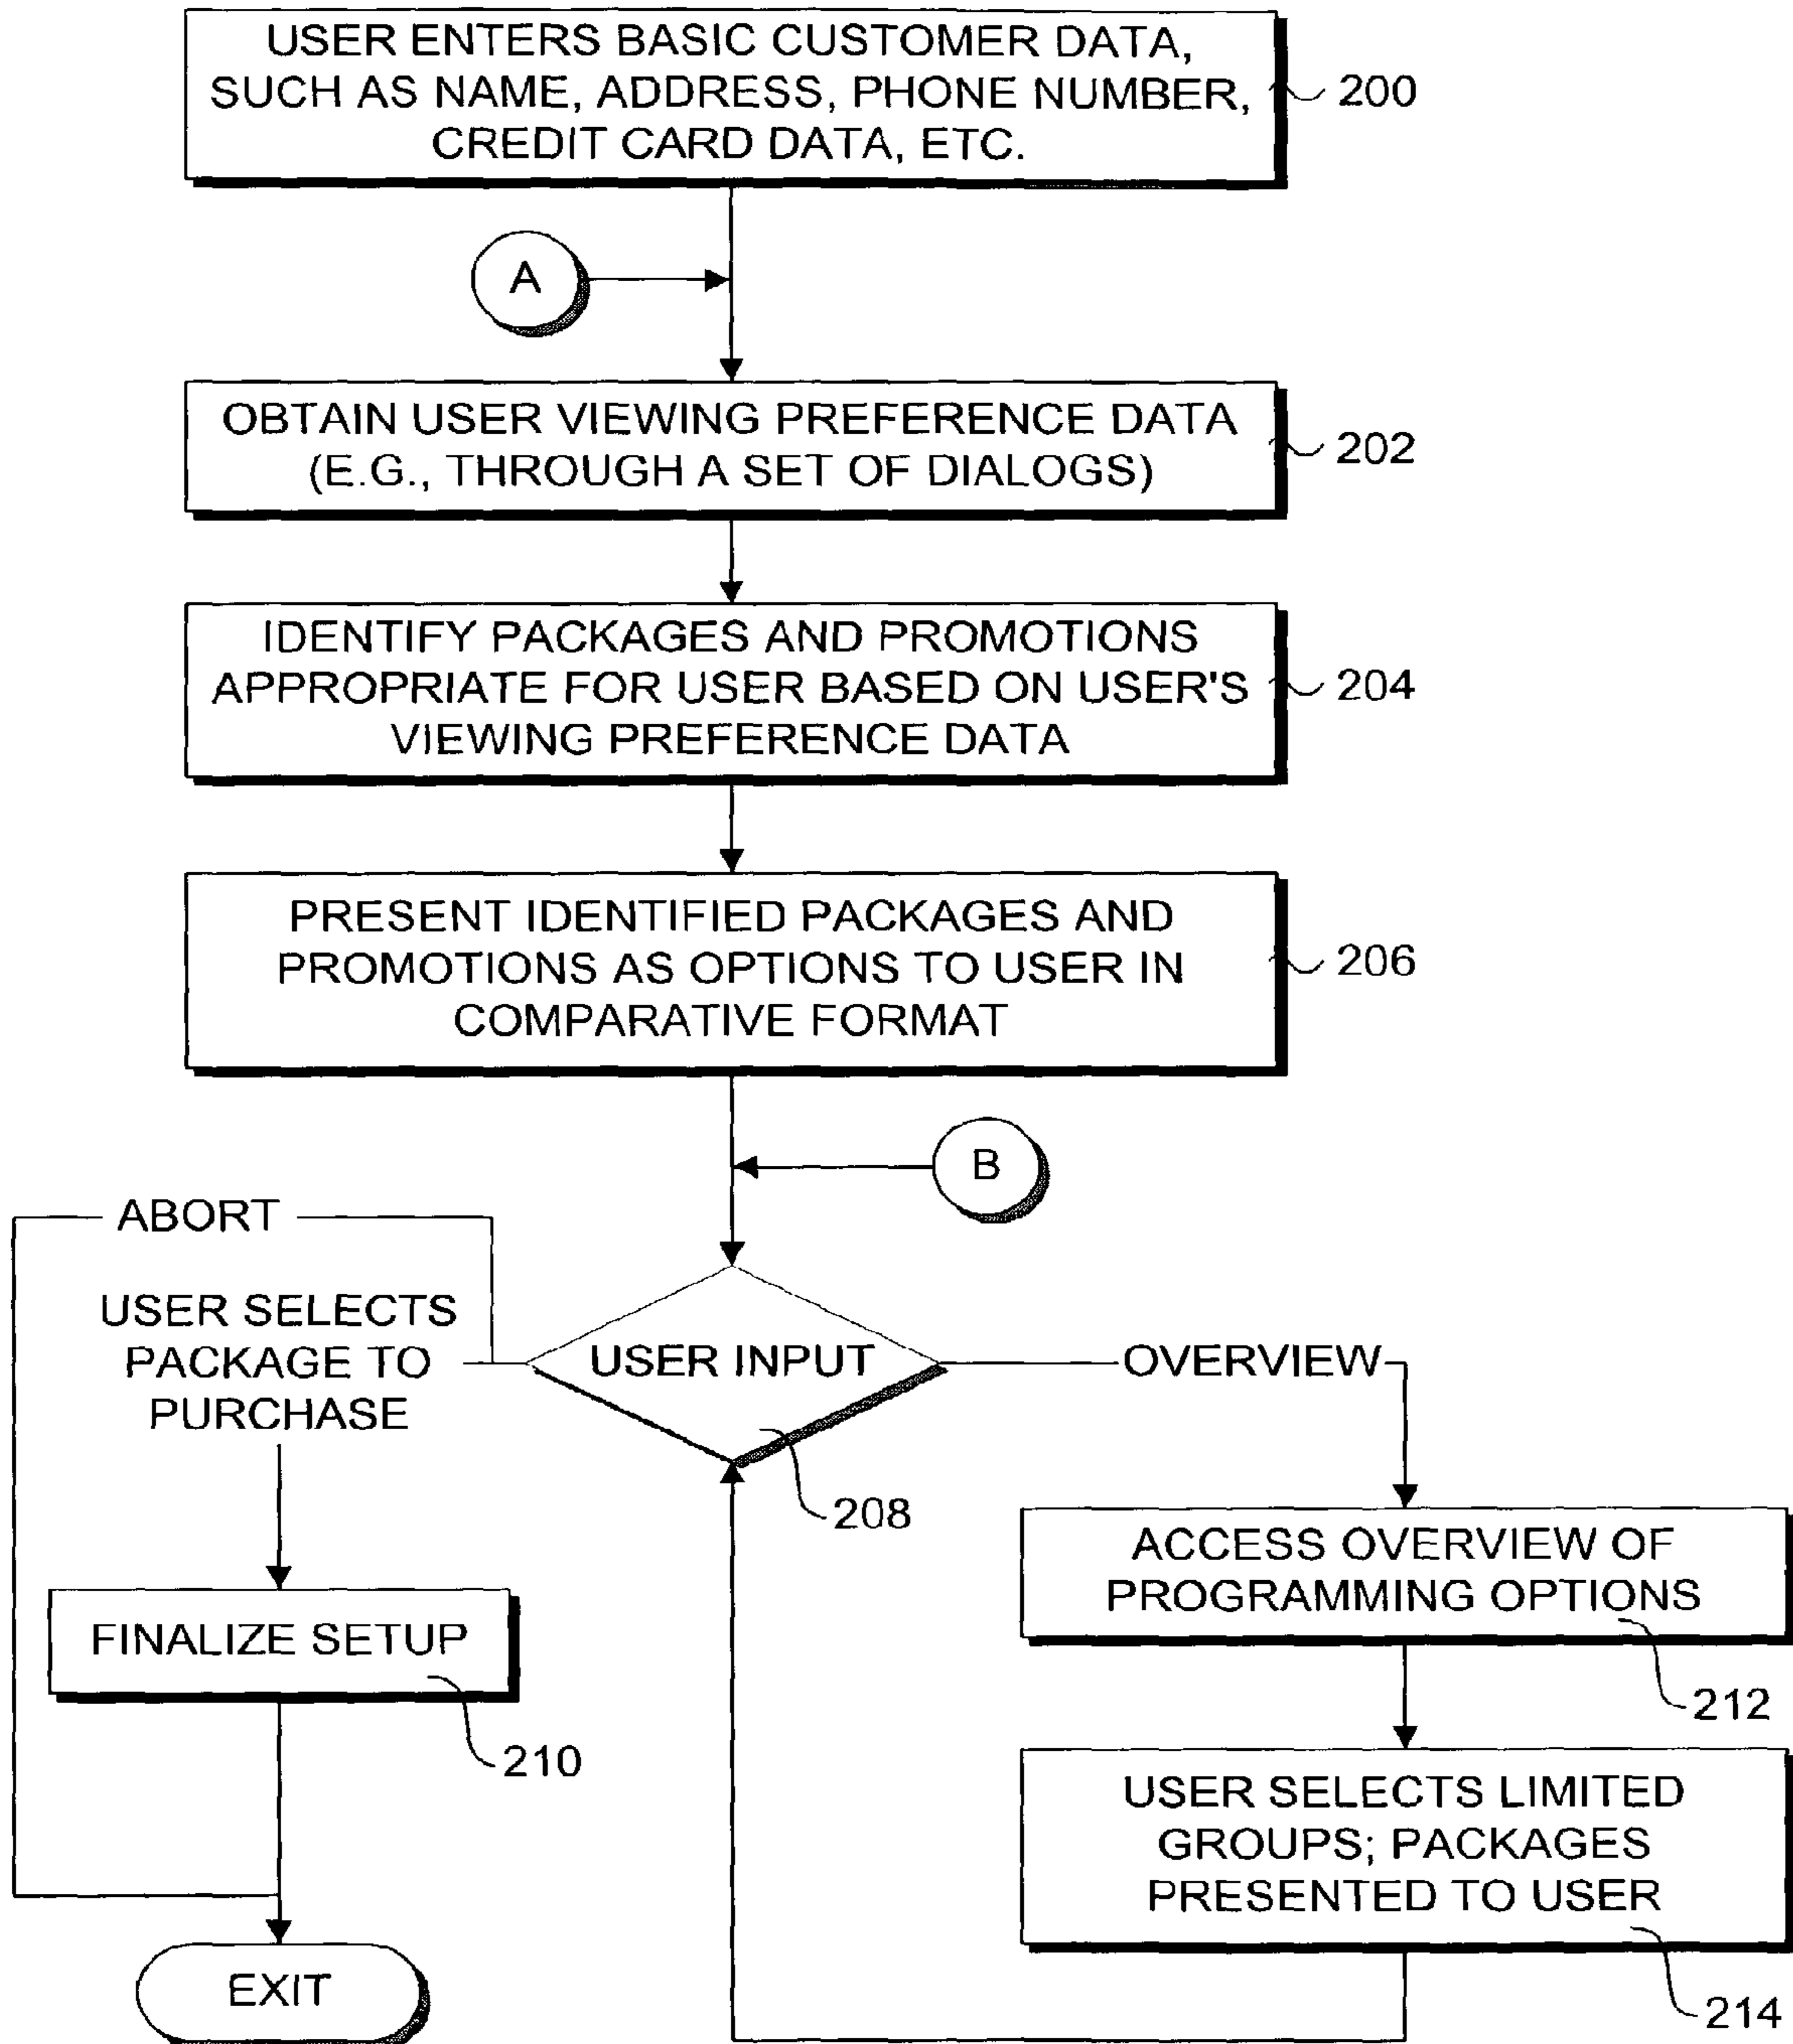 USER ENTERS BASIC CUSTOMER DATA,
SUCH AS NAME, ADDRESS, PHONE NUMBER,
CREDIT CARD DATA, ETC.
200
A
OBTAIN USER VIEWING PREFERENCE DATA
(E.G., THROUGH A SET OF DIALOGS)
202
IDENTIFY PACKAGES AND PROMOTIONS
APPROPRIATE FOR USER BASED ON USER'S
VIEWING PREFERENCE DATA
204
PRESENT IDENTIFIED PACKAGES AND
PROMOTIONS AS OPTIONS TO USER IN
COMPARATIVE FORMAT
206
B
ABORT
USER SELECTS
PACKAGE TO
PURCHASE
USER INPUT
OVERVIEW
208
FINALIZE SETUP
210
ACCESS OVERVIEW OF
PROGRAMMING OPTIONS
212
USER SELECTS LIMITED
GROUPS; PACKAGES
PRESENTED TO USER
214
EXIT